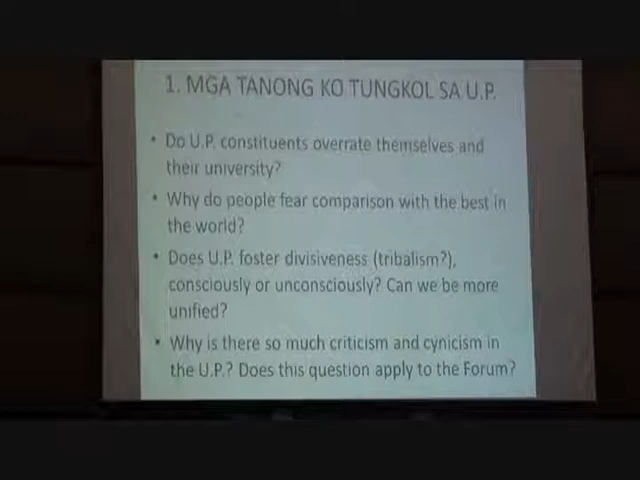 1. MGA TANONG KO TUNGKOL SA U.P.
• Do U.P. constituents overrate themselves and
their university?
• Why do people fear comparison with the best in
the world?
• Does U.P. foster divisiveness (tribalism?),
consciously or unconsciously? Can we be more
unified?
• Why is there so much criticism and cynicism in
the U.P.? Does this question apply to the Forum?